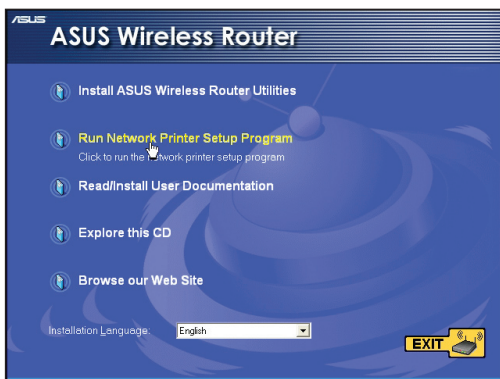 ASUS
ASUS Wireless Router
Install ASUS Wireless Router Utilities
Run Network Printer Setup Program
Click to run the network printer setup program
Read/Install User Documentation
Explore this CD
Browse our Web Site
Installation Language: English
EXIT